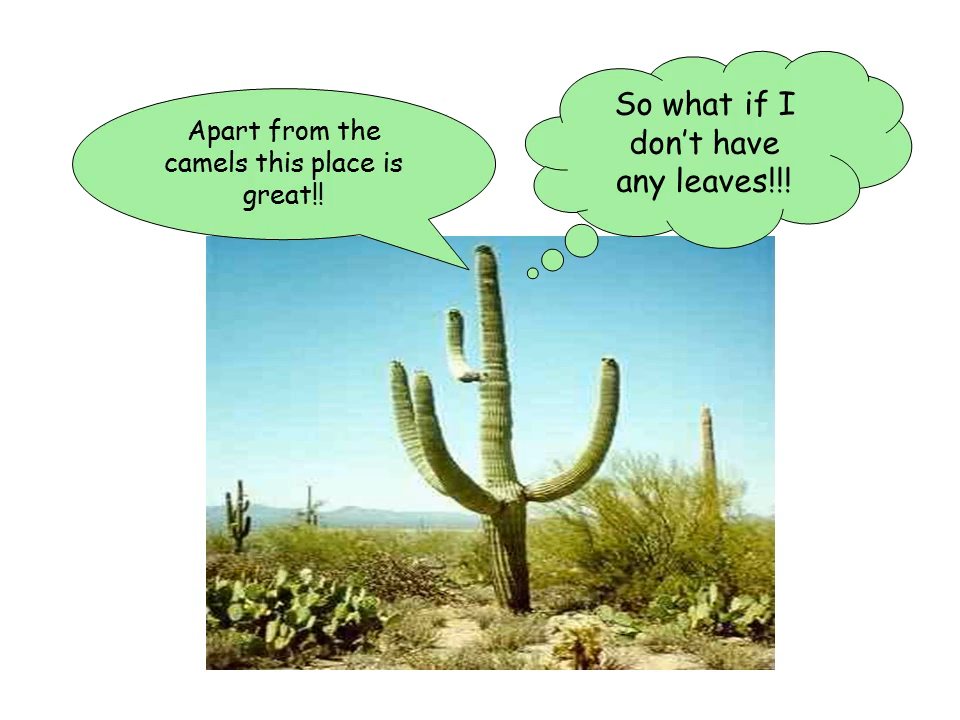 Apart from the
camels this place is
great!!
So what if I
don’t have
any leaves!!!